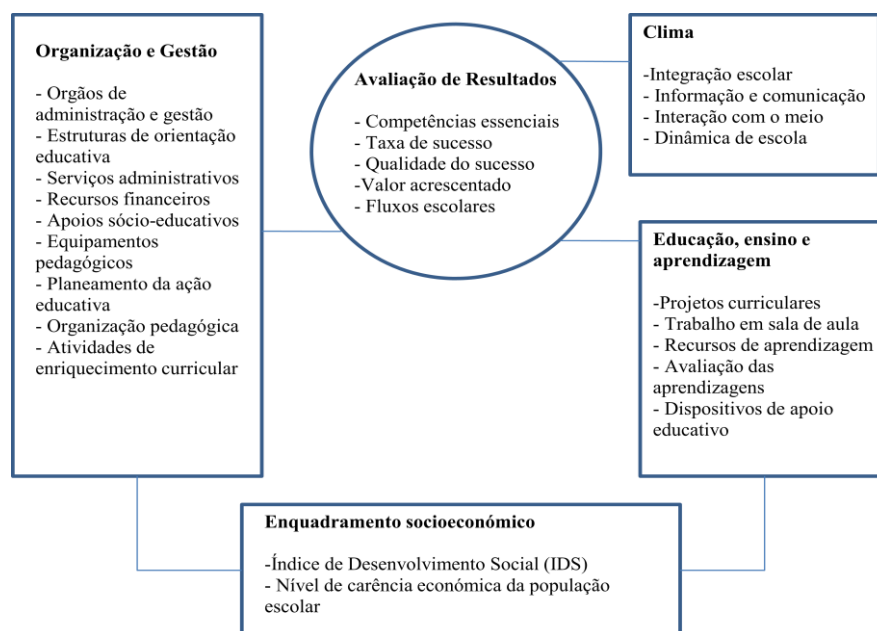 Organização e Gestão
- Orgãos de
administração e gestão
- Estruturas de orientação
educativa
- Serviços administrativos
- Recursos financeiros
- Apoios sócio-educativos
- Equipamentos
pedagógicos
- Planeamento da ação
educativa
- Organização pedagógica
- Atividades de
enriquecimento curricular
Avaliação de Resultados
- Competências essenciais
- Taxa de sucesso
- Qualidade do sucesso
-Valor acrescentado
- Fluxos escolares
Clima
-Integração escolar
- Informação e comunicação
- Interação com o meio
- Dinâmica de escola
Educação, ensino e
aprendizagem
-Projetos curriculares
- Trabalho em sala de aula
- Recursos de aprendizagem
- Avaliação das
aprendizagens
- Dispositivos de apoio
educativo
Enquadramento socioeconómico
-Índice de Desenvolvimento Social (IDS)
- Nível de carência económica da população
escolar